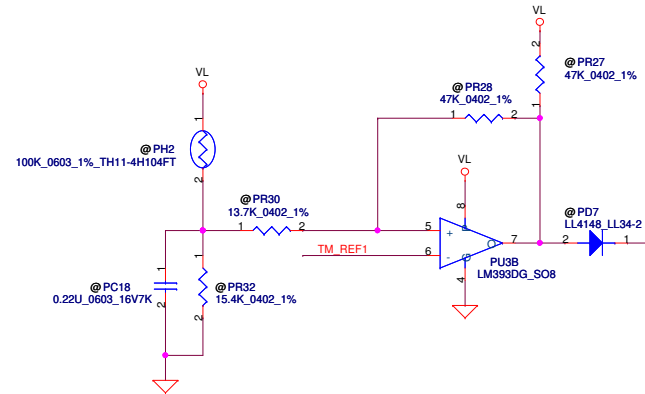 VL
@PR27
47K_0402_1%
2
1
VL
@PR28
47K_0402_1%
1
2
1
@PH2
100K_0603_1%_TH11-4H104FT
2
VL
@PR30
13.7K_0402_1%
1
2
8
5
+
6
-
7
TM_REF1
4
PU3B
LM393DG_SO8
@PD7
LL4148_LL34-2
2
1
1
@PC18
0.22U_0603_16V7K
2
1
@PR32
15.4K_0402_1%
2